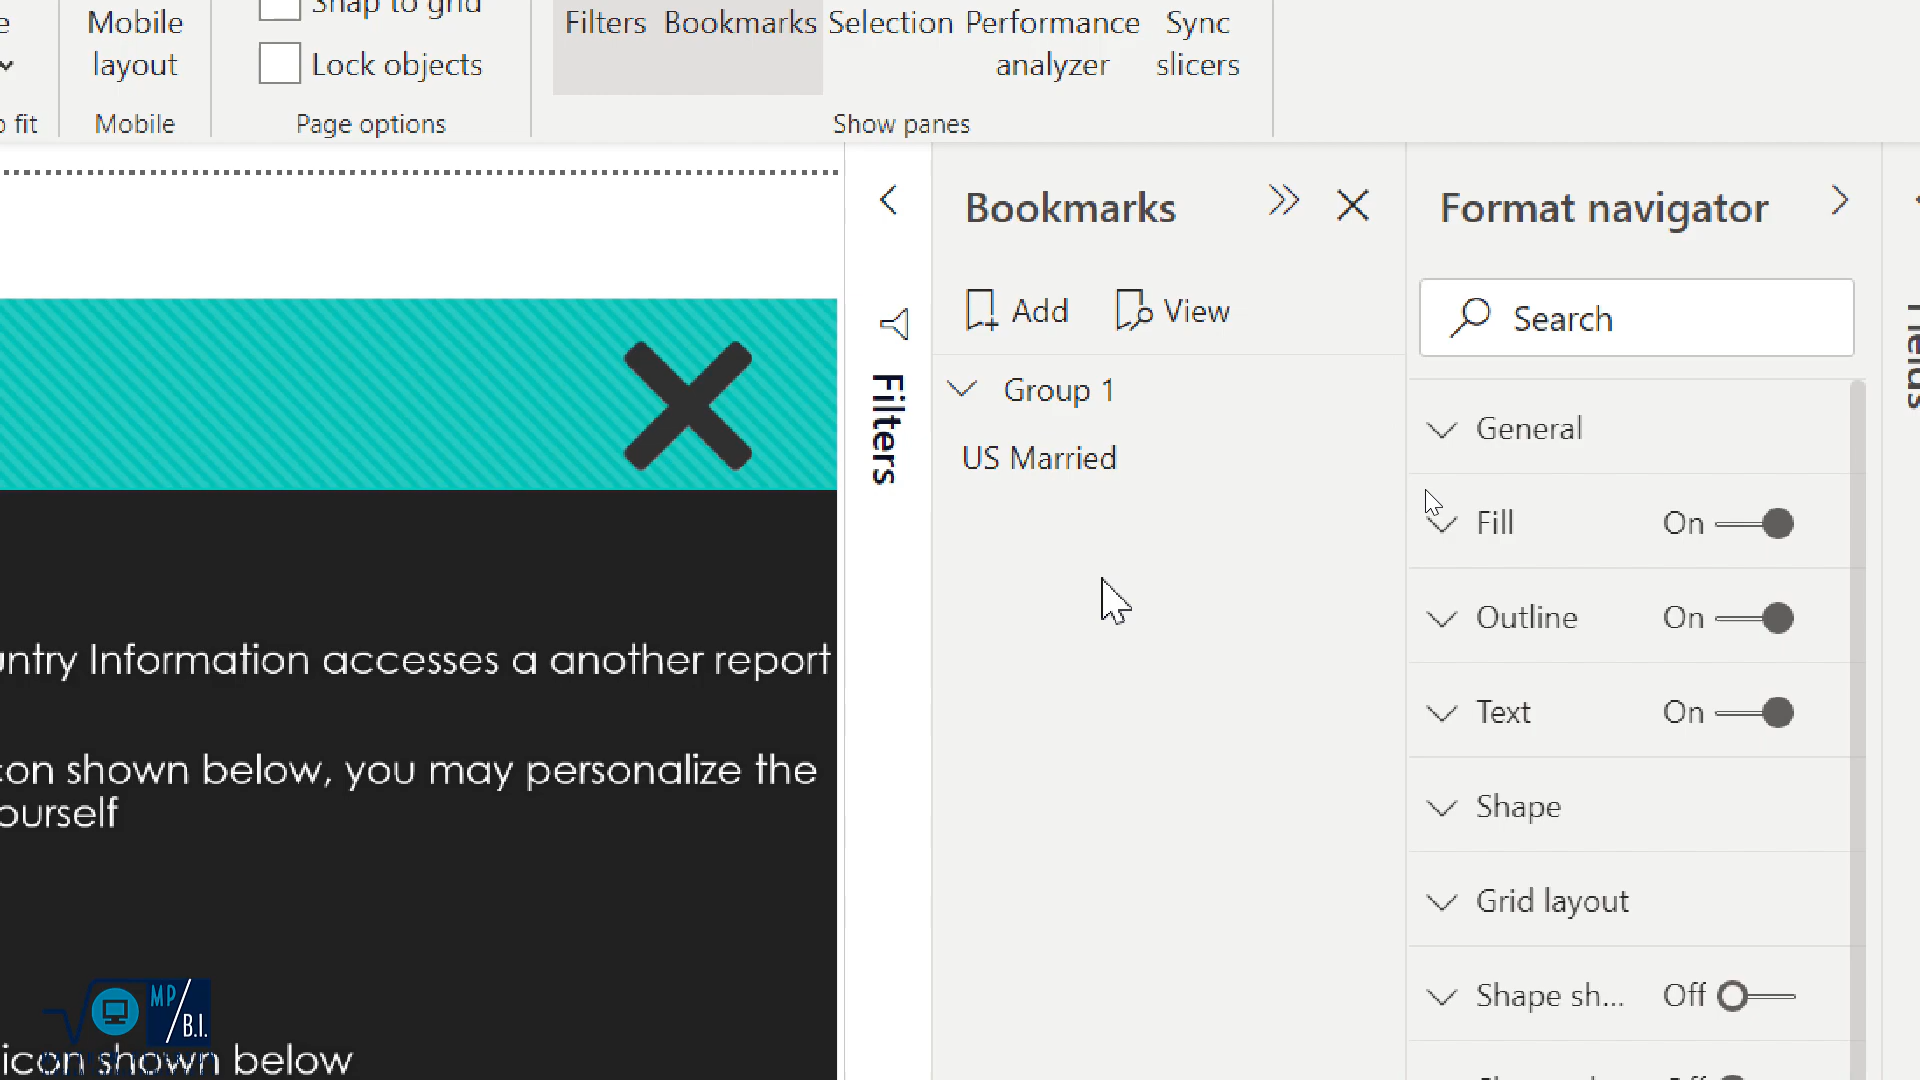 Mobile
layout
Snap to grid
Lock objects
Filters
Bookmarks
Selection
Performance
analyzer
Sync
slicers
fit
Mobile
Page options
Show panes
Filters
Bookmarks
Add
View
Group 1
US Married
Format navigator
Search
General
Fill On
Outline On
Text On
Shape
Grid layout
Shape sh... Off
Fields
untry Information accesses a another report
con shown below, you may personalize the
ourself
icon shown below
MP/
B.I.